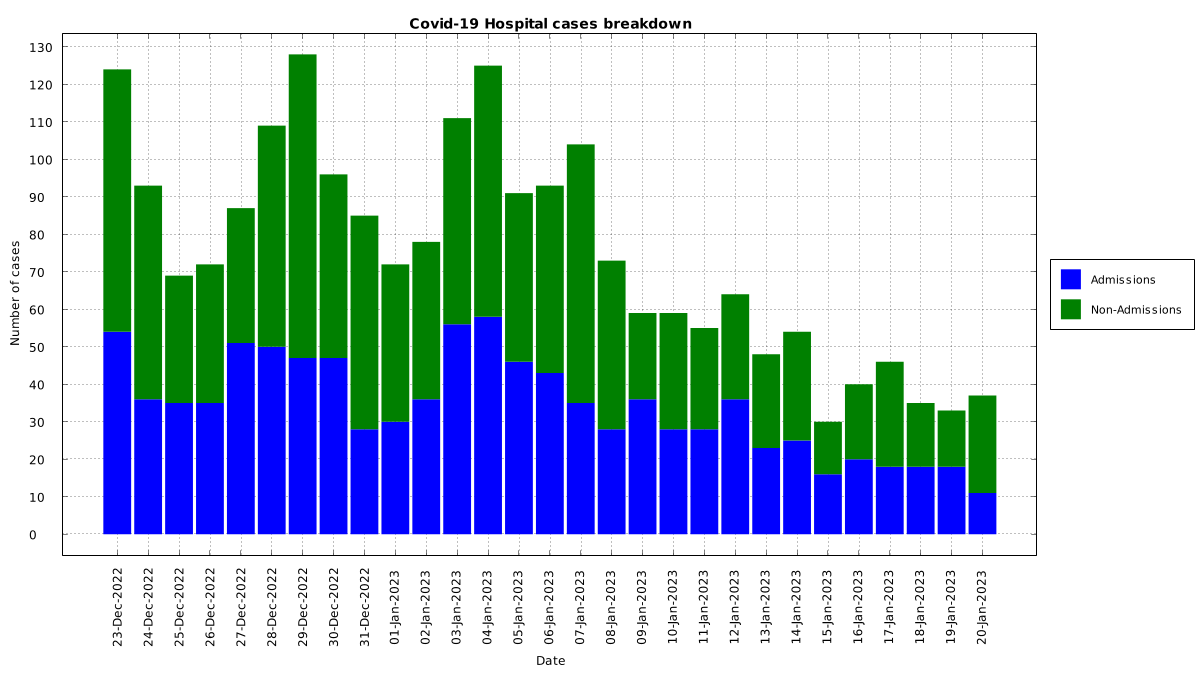 Covid-19 Hospital cases breakdown
130
120
110
100
90
80
70
60
50
40
30
20
10
0
Number of cases
23-Dec-2022
24-Dec-2022
25-Dec-2022
26-Dec-2022
27-Dec-2022
28-Dec-2022
29-Dec-2022
30-Dec-2022
31-Dec-2022
01-Jan-2023
02-Jan-2023
03-Jan-2023
04-Jan-2023
05-Jan-2023
06-Jan-2023
07-Jan-2023
08-Jan-2023
09-Jan-2023
10-Jan-2023
11-Jan-2023
12-Jan-2023
13-Jan-2023
14-Jan-2023
15-Jan-2023
16-Jan-2023
17-Jan-2023
18-Jan-2023
19-Jan-2023
20-Jan-2023
Date
Admissions
Non-Admissions